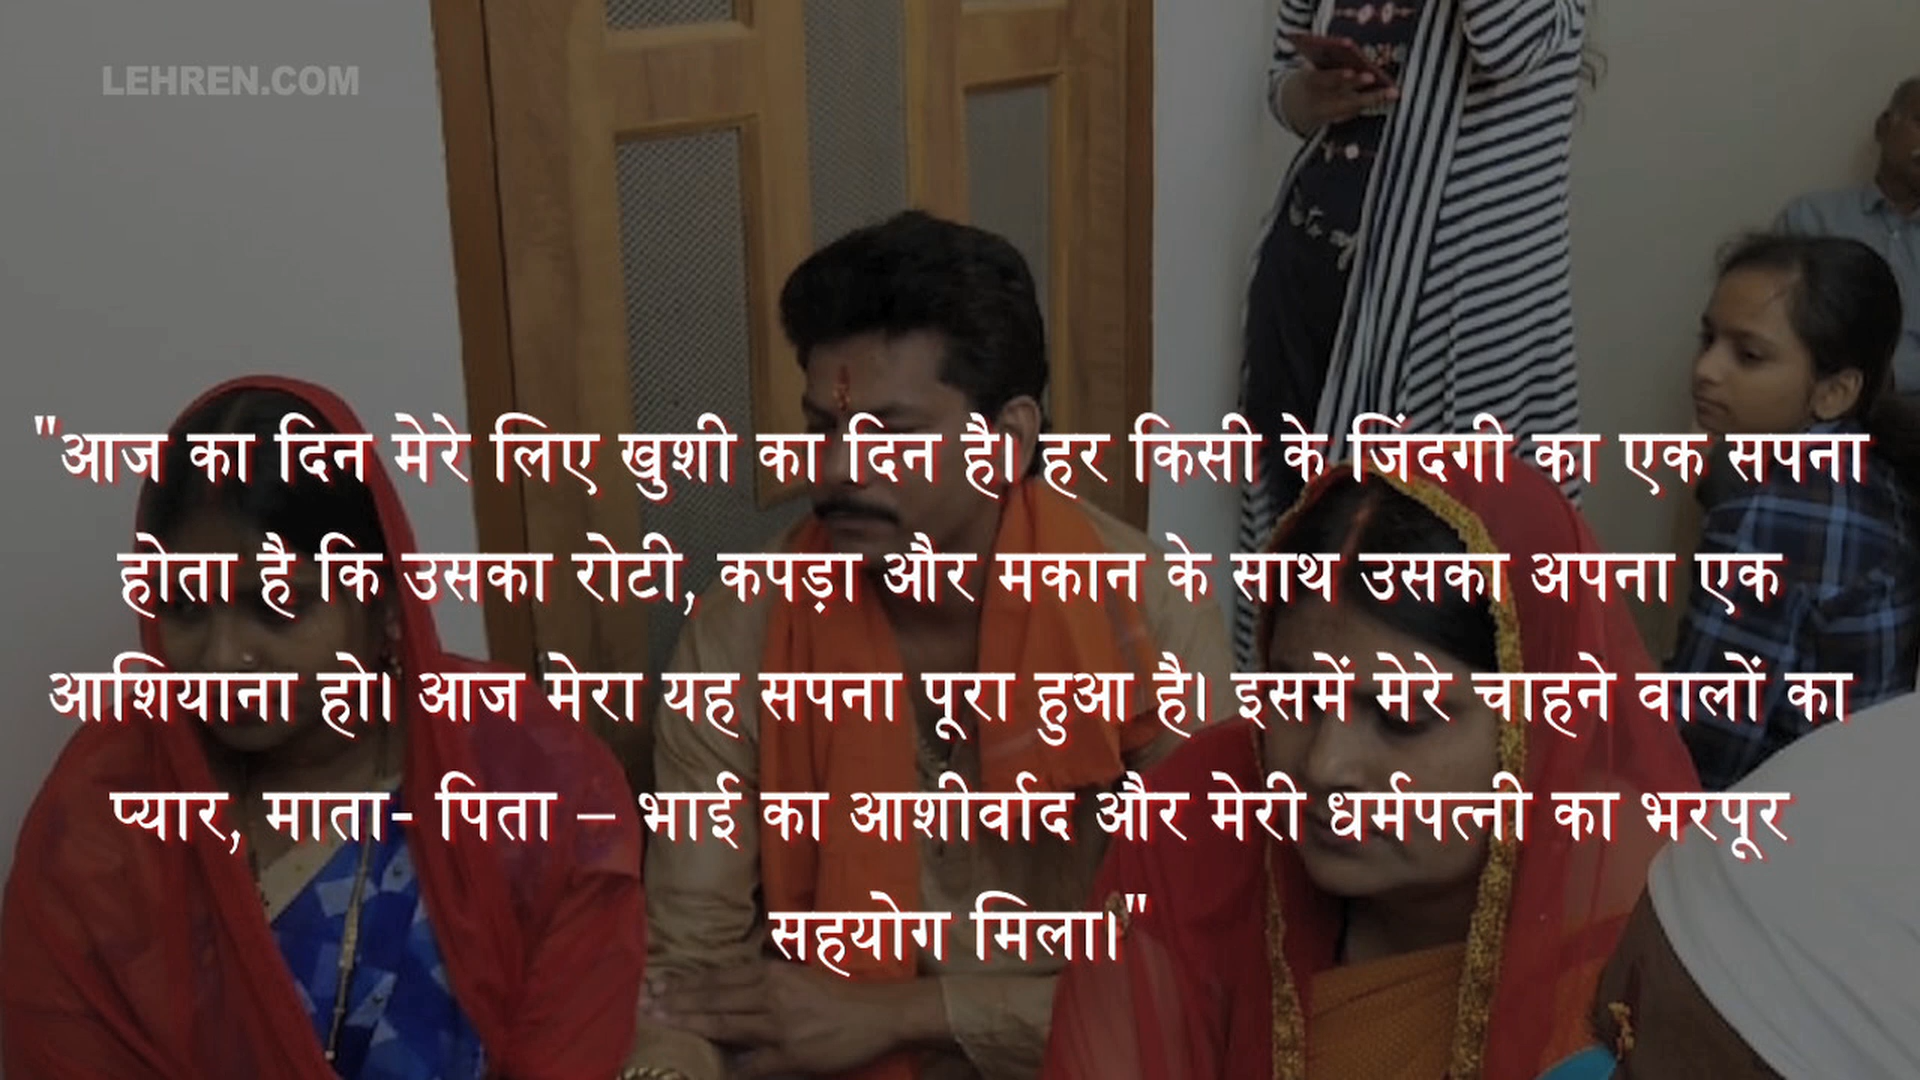 LEHREN.COM
"आज का दिन मेरे लिए खुशी का दिन है। हर किसी के जिंदगी का एक सपना
होता है कि उसका रोटी, कपड़ा और मकान के साथ उसका अपना एक
आशियाना हो। आज मेरा यह सपना पूरा हुआ है। इसमें मेरे चाहने वालों का
प्यार, माता- पिता – भाई का आशीर्वाद और मेरी धर्मपत्नी का भरपूर
सहयोग मिला।"